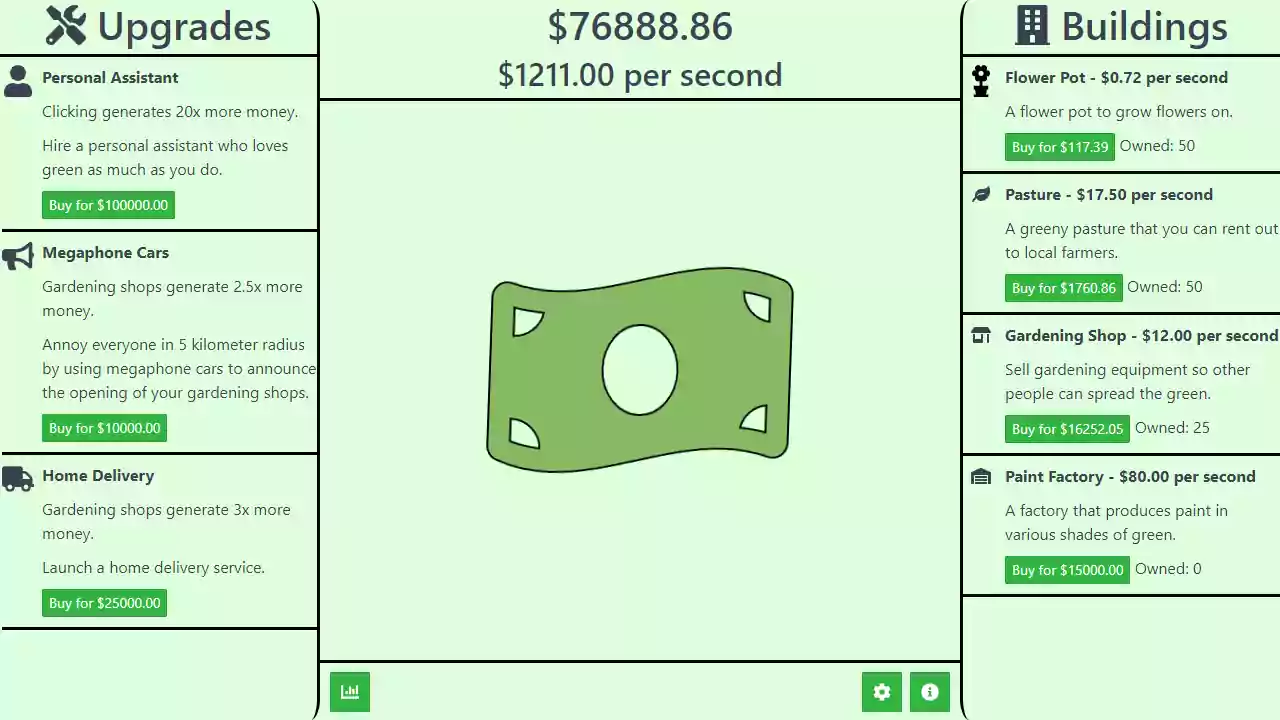 Upgrades
Personal Assistant
Clicking generates 20x more money.
Hire a personal assistant who loves
green as much as you do.
Buy for $100000.00
Megaphone Cars
Gardening shops generate 2.5x more
money.
Annoy everyone in 5 kilometer radius
by using megaphone cars to announce
the opening of your gardening shops.
Buy for $10000.00
Home Delivery
Gardening shops generate 3x more
money.
Launch a home delivery service.
Buy for $25000.00
$76888.86
$1211.00 per second
Buildings
Flower Pot - $0.72 per second
A flower pot to grow flowers on.
Buy for $117.39 Owned: 50
Pasture - $17.50 per second
A greeny pasture that you can rent out
to local farmers.
Buy for $1760.86 Owned: 50
Gardening Shop - $12.00 per second
Sell gardening equipment so other
people can spread the green.
Buy for $16252.05 Owned: 25
Paint Factory - $80.00 per second
A factory that produces paint in
various shades of green.
Buy for $15000.00 Owned: 0